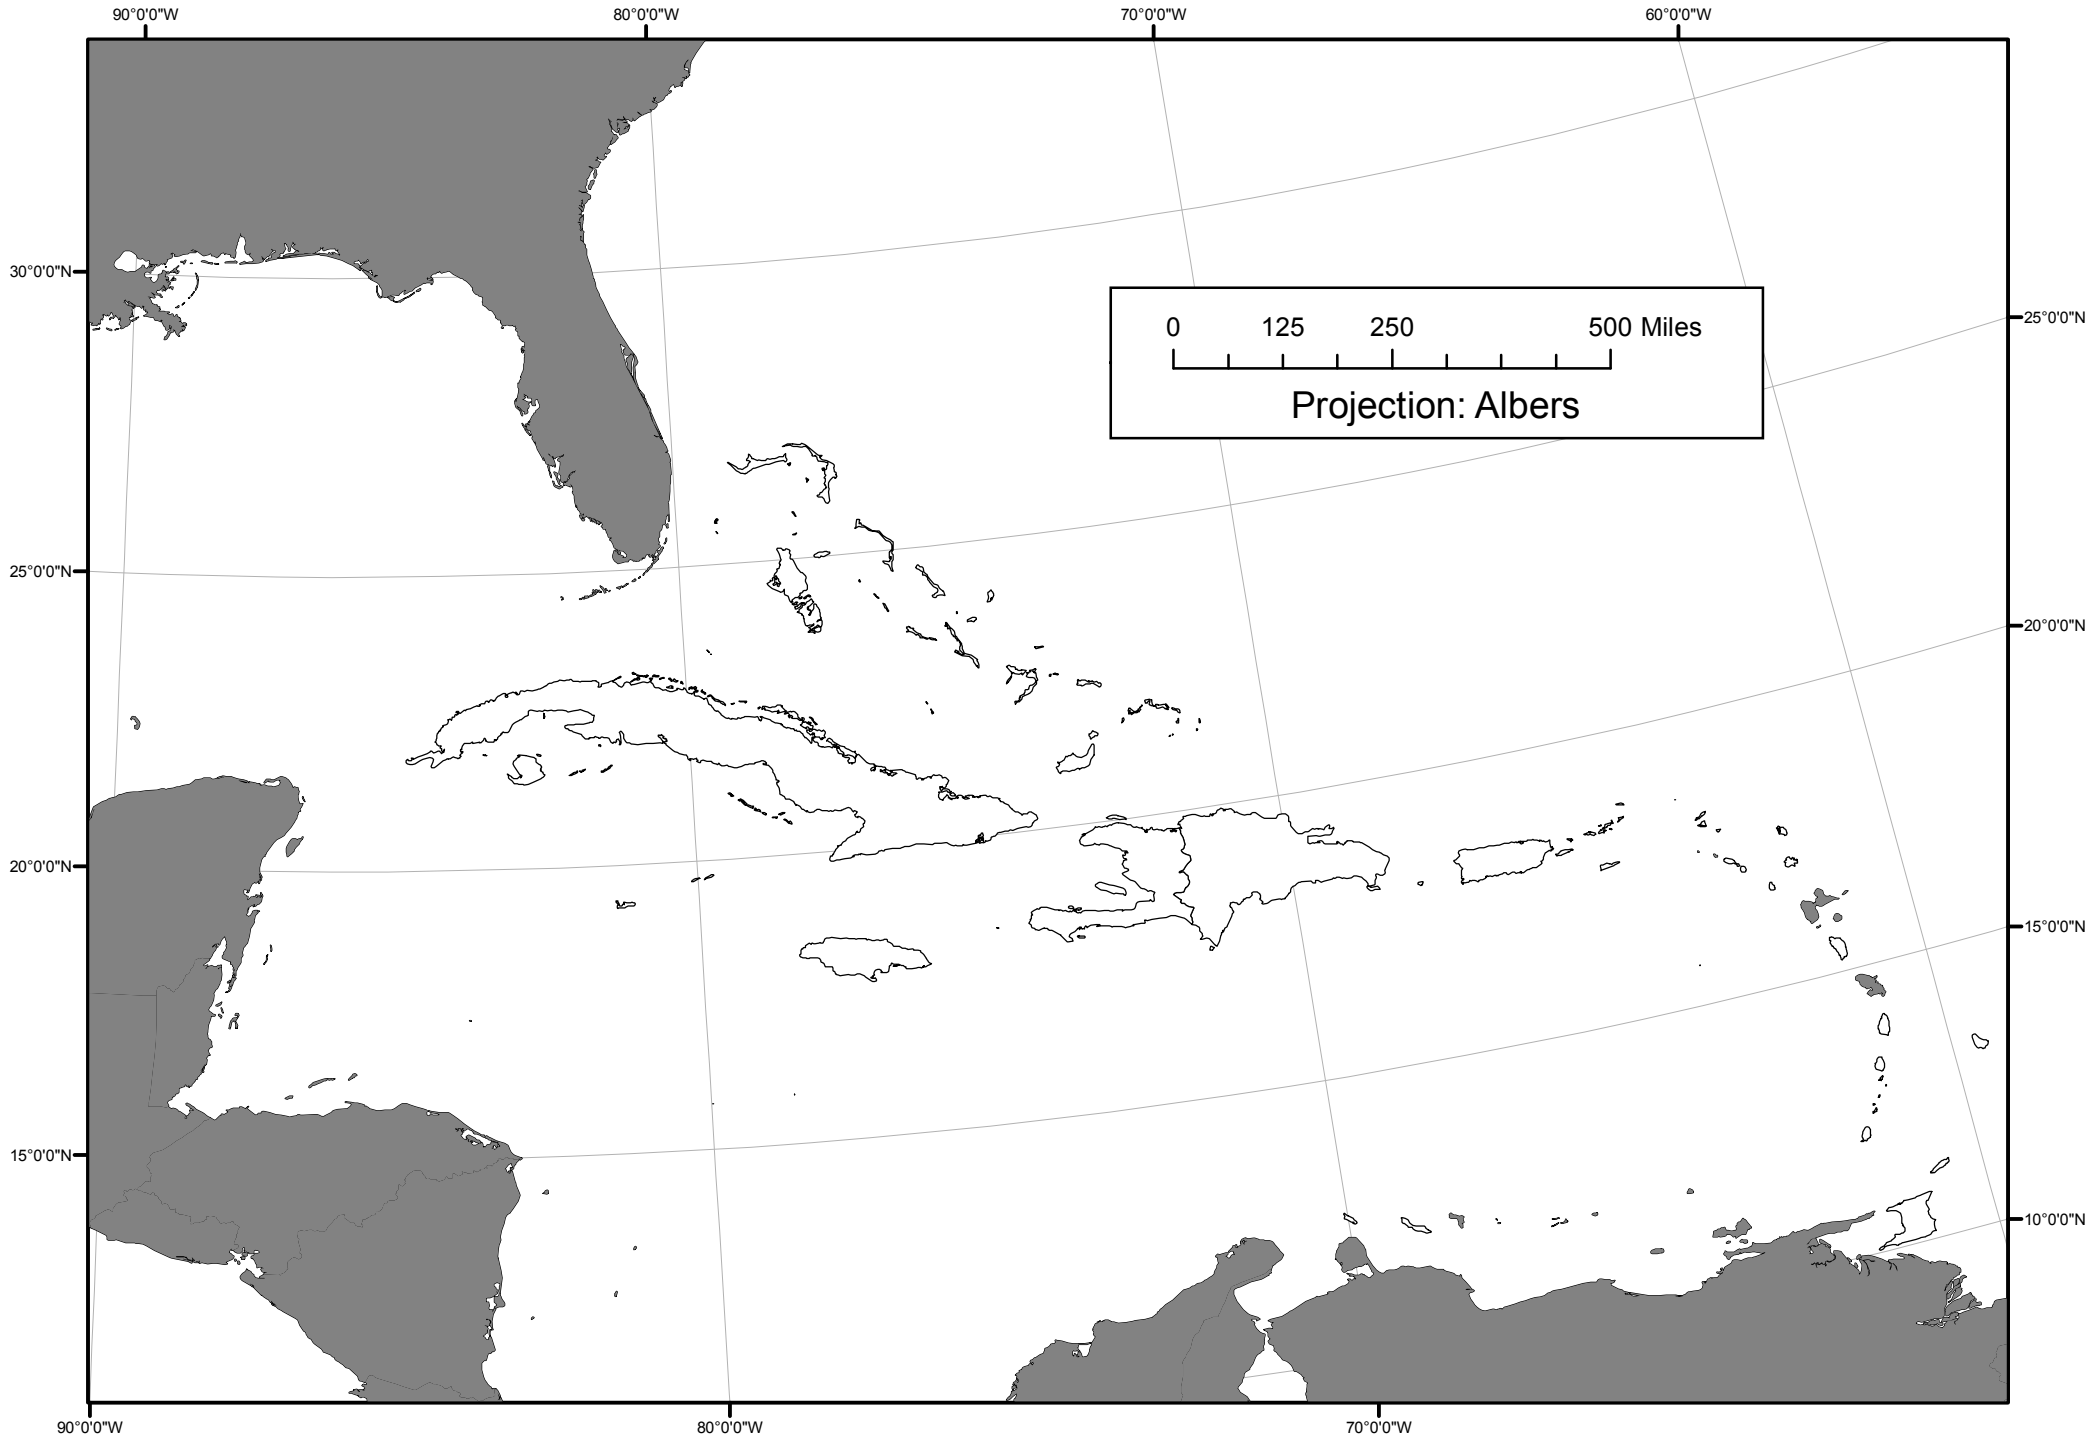 90°0'0"W 80°0'0"W 70°0'0"W 60°0'0"W
30°0'0"N
25°0'0"N
0 125 250 500 Miles
Projection: Albers
25°0'0"N
20°0'0"N
20°0'0"N
15°0'0"N
15°0'0"N
10°0'0"N
90°0'0"W 80°0'0"W 70°0'0"W